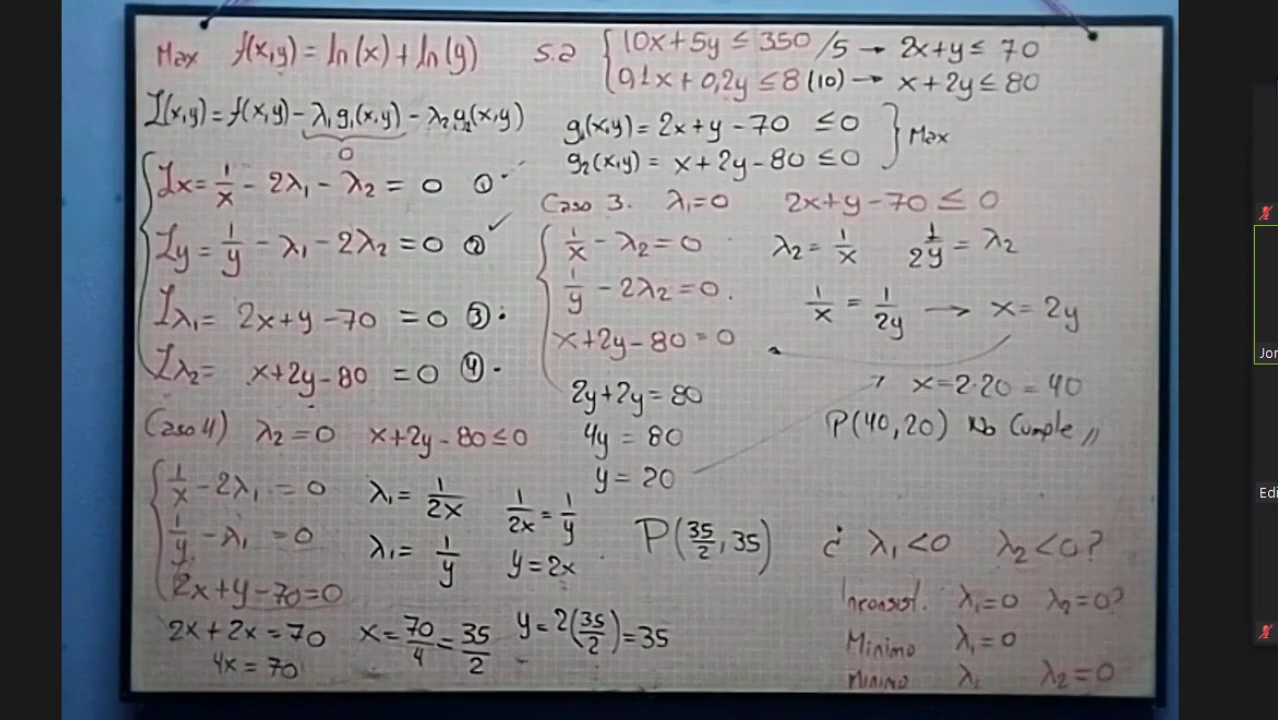 Max f(x,y) = ln(x) + ln(y) s.a { 10x+5y ≤ 350 /5 → 2x+y ≤ 70
0,1x + 0,2y ≤ 8 (10) → x + 2y ≤ 80
L(x,y) = f(x,y) - λ₁g₁(x,y) - λ₂g₂(x,y)
0
g₁(x,y) = 2x+y - 70 ≤ 0 } Max
g₂(x,y) = x + 2y - 80 ≤ 0
Lx = 1/x - 2λ₁ - λ₂ = 0 ①
Ly = 1/y - λ₁ - 2λ₂ = 0 ② ✓
Lλ₁ = 2x+y-70 = 0 ③
Lλ₂ = x+2y-80 = 0 ④
Caso 3. λ₁=0 2x+y-70 ≤ 0
1/x - λ₂ = 0 λ₂ = 1/x 1/2y = λ₂
1/y - 2λ₂ = 0. 1/x = 1/2y → x = 2y
x+2y-80 = 0
2y+2y = 80 → x = 2·20 = 40
4y = 80 P(40,20) No Cumple //
y = 20
Caso 4) λ₂ = 0 x+2y-80 ≤ 0
1/x - 2λ₁ = 0 λ₁ = 1/2x 1/2x = 1/y
1/y - λ₁ = 0 λ₁ = 1/y y = 2x P(35/2, 35)
2x+y-70=0
2x+2x = 70 x = 70/4 = 35/2 y = 2(35/2) = 35
4x = 70
¿ λ₁<0 λ₂<0?
Inconsist. λ₁=0 λ₂=0?
Minimo λ₁=0
Minimo λ₁ λ₂=0
Jor
Edi